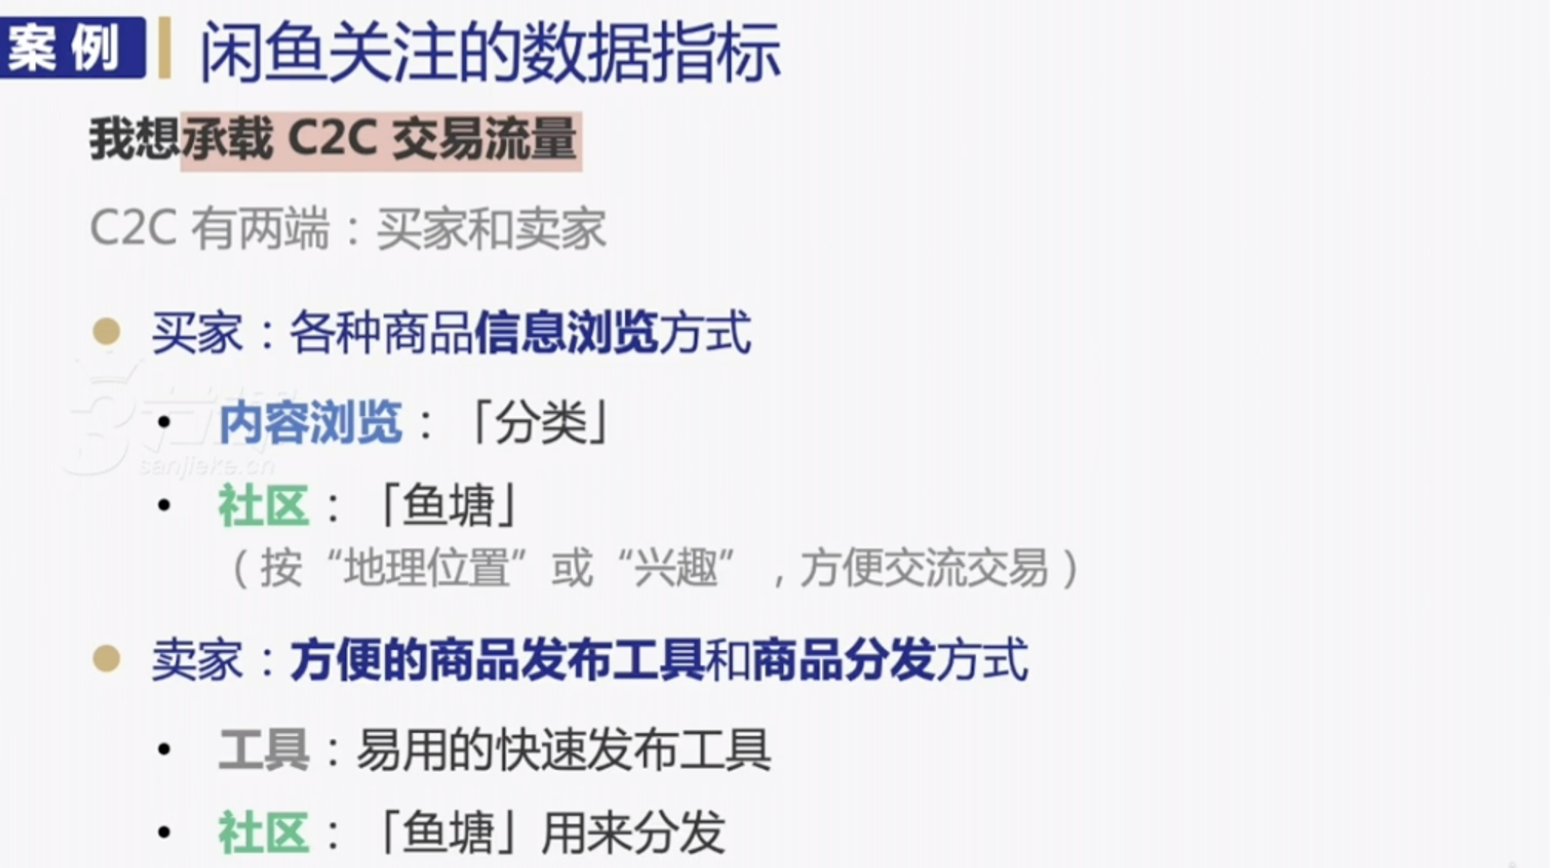 案例 闲鱼关注的数据指标
我想承载 C2C 交易流量
C2C 有两端：买家和卖家
买家：各种商品信息浏览方式
• 内容浏览：「分类」
• 社区：「鱼塘」
（按“地理位置”或“兴趣”，方便交流交易）
三节课
sanjieke.cn
卖家：方便的商品发布工具和商品分发方式
• 工具：易用的快速发布工具
• 社区：「鱼塘」用来分发